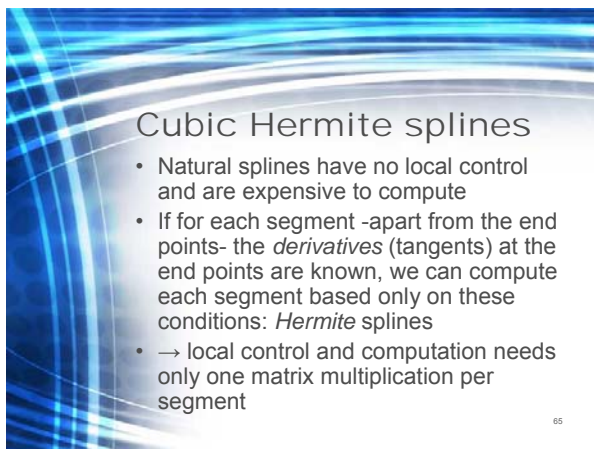 Cubic Hermite splines
• Natural splines have no local control
and are expensive to compute
• If for each segment -apart from the end
points- the derivatives (tangents) at the
end points are known, we can compute
each segment based only on these
conditions: Hermite splines
• → local control and computation needs
only one matrix multiplication per
segment
65